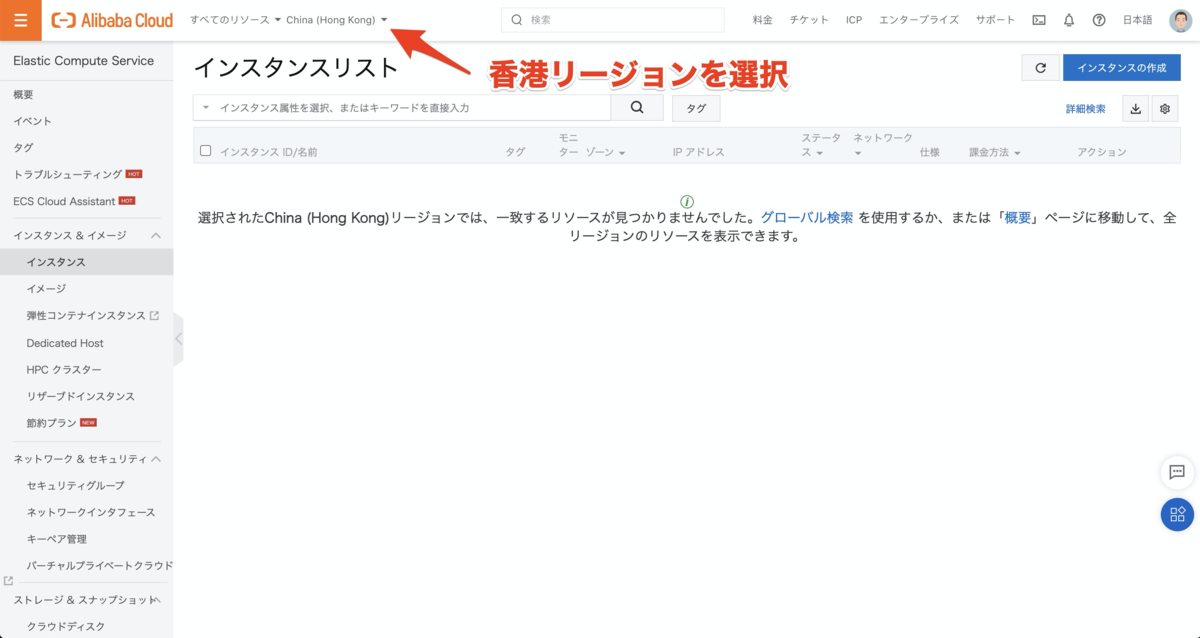 Alibaba Cloud
すべてのリソース
China (Hong Kong)
検索
料金
チケット
ICP
エンタープライズ
サポート
日本語
Elastic Compute Service
概要
イベント
タグ
トラブルシューティング HOT
ECS Cloud Assistant HOT
インスタンス & イメージ
インスタンス
イメージ
弾性コンテナインスタンス
Dedicated Host
HPC クラスター
リザーブドインスタンス
節約プラン NEW
ネットワーク & セキュリティ
セキュリティグループ
ネットワークインタフェース
キーペア管理
バーチャルプライベートクラウド
ストレージ & スナップショット
クラウドディスク
インスタンスリスト
香港リージョンを選択
インスタンスの作成
インスタンス属性を選択、またはキーワードを直接入力
タグ
詳細検索
インスタンス ID/名前
タグ
モニ
ター
ゾーン
IP アドレス
ステータ
ス
ネットワーク
仕様
課金方法
アクション
選択されたChina (Hong Kong)リージョンでは、一致するリソースが見つかりませんでした。グローバル検索 を使用するか、または「概要」ページに移動して、全
リージョンのリソースを表示できます。